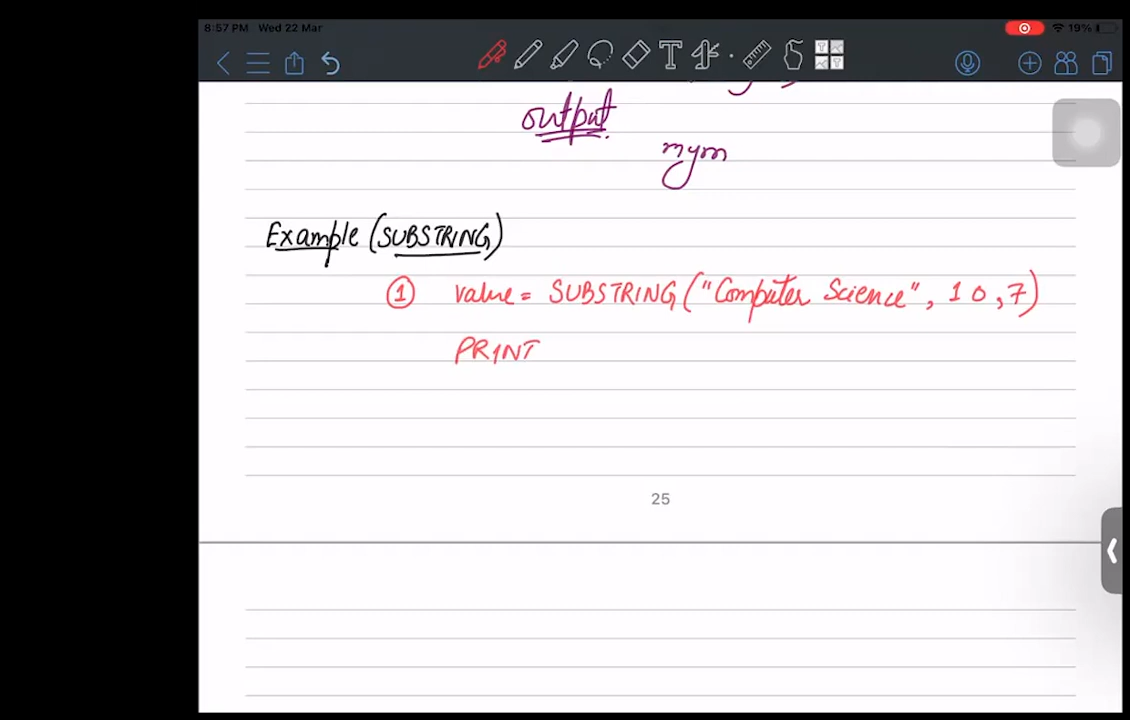 8:57 PM Wed 22 Mar
19%
output
mym
Example (SUBSTRING)
① value = SUBSTRING("Computer Science", 10,7)
PRINT
25